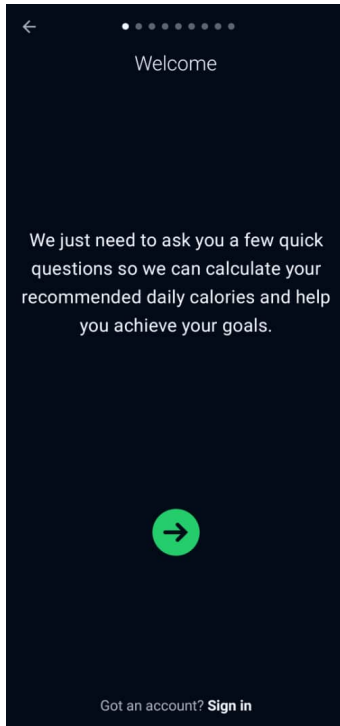 Welcome
We just need to ask you a few quick
questions so we can calculate your
recommended daily calories and help
you achieve your goals.
Got an account? Sign in